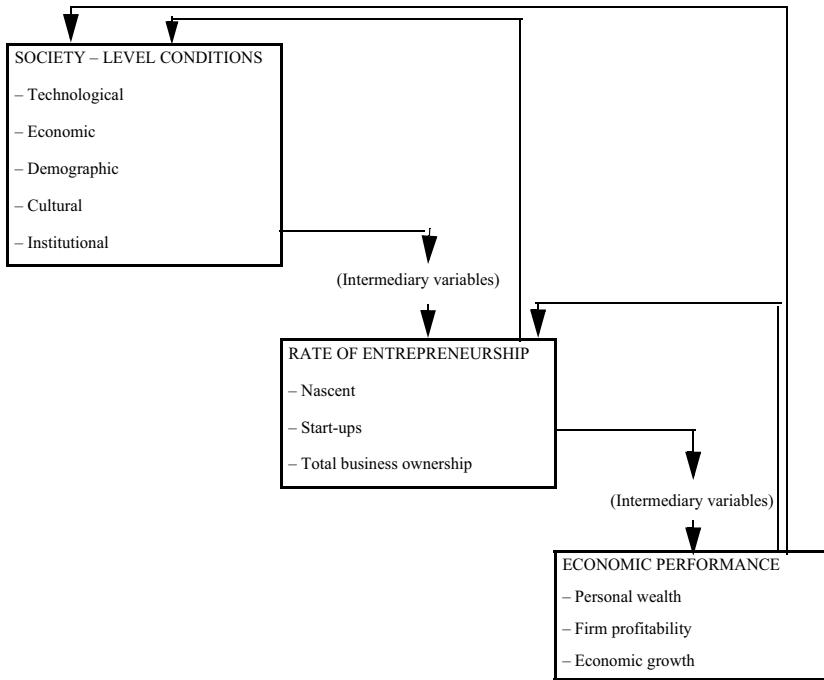 SOCIETY – LEVEL CONDITIONS
– Technological
– Economic
– Demographic
– Cultural
– Institutional
(Intermediary variables)
RATE OF ENTREPRENEURSHIP
– Nascent
– Start-ups
– Total business ownership
(Intermediary variables)
ECONOMIC PERFORMANCE
– Personal wealth
– Firm profitability
– Economic growth